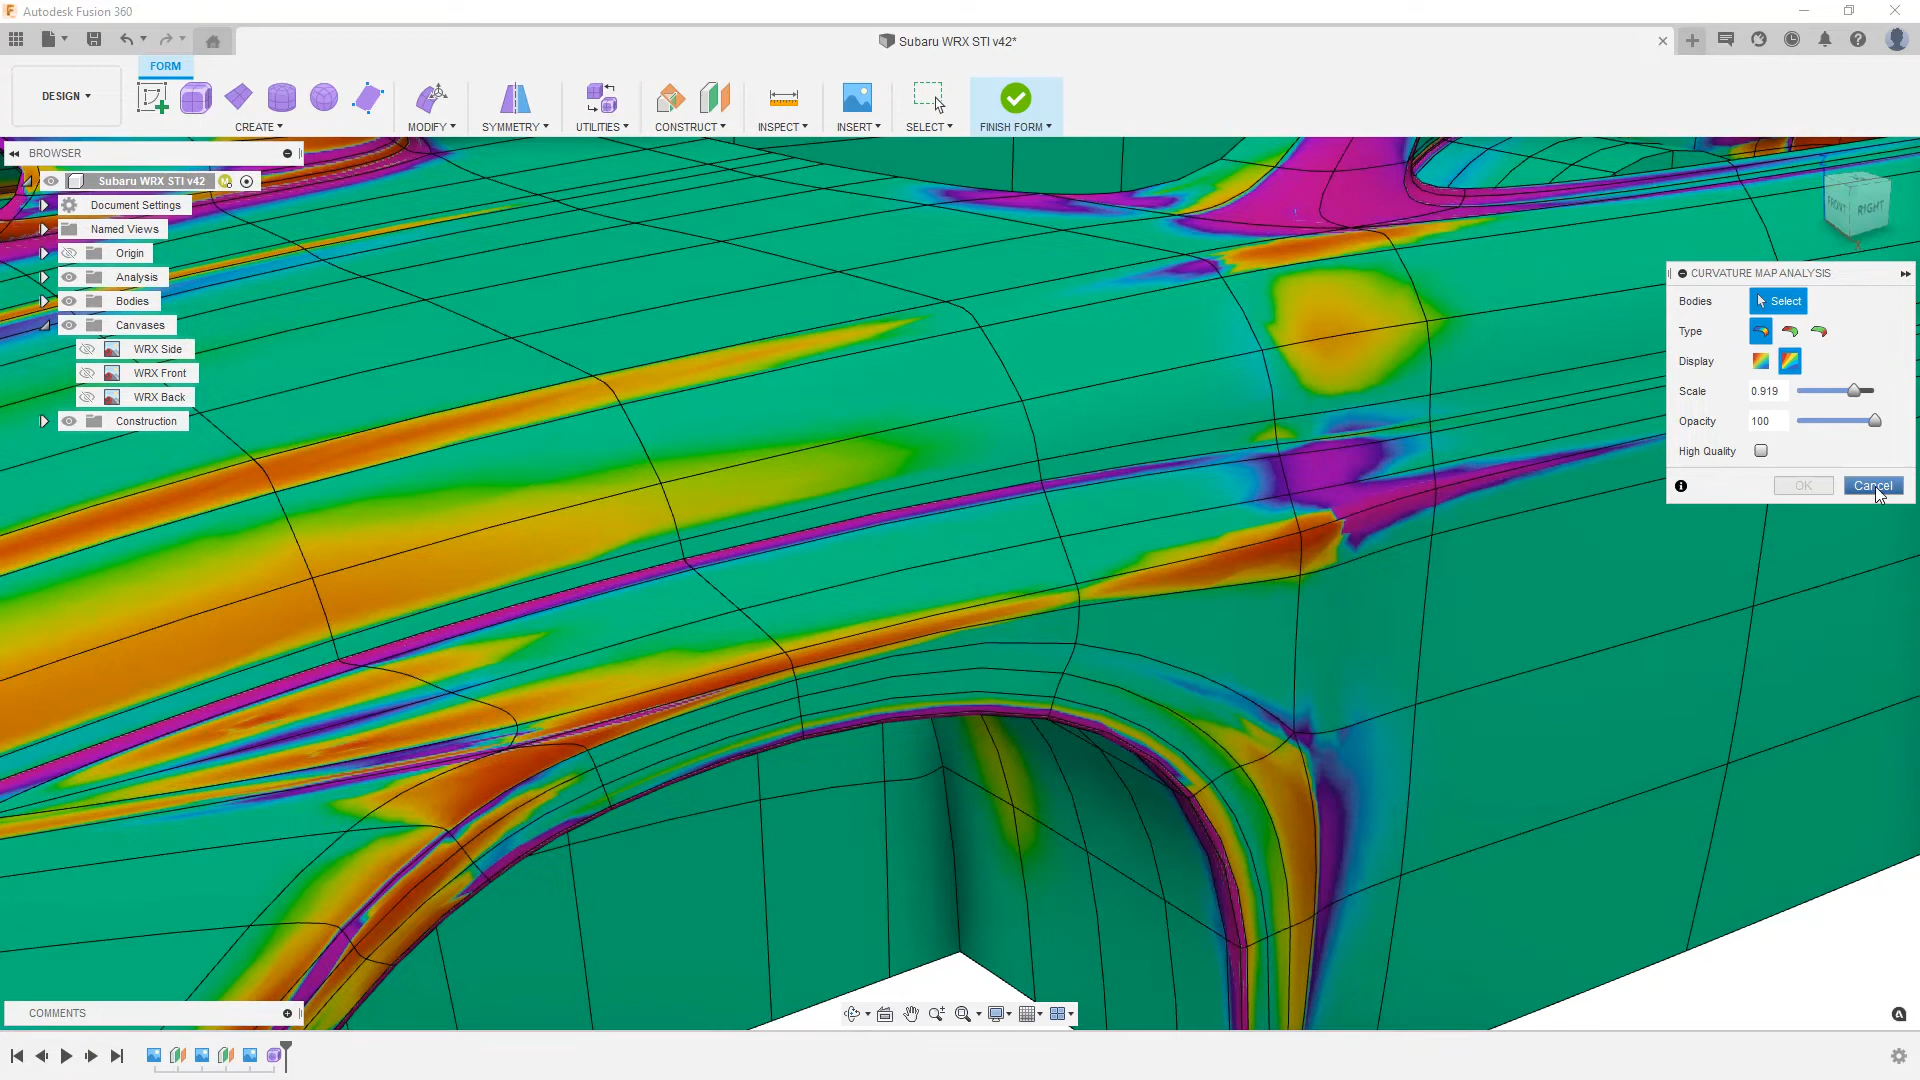 Autodesk Fusion 360
Subaru WRX STI v42*
FORM
DESIGN
CREATE
MODIFY
SYMMETRY
UTILITIES
CONSTRUCT
INSPECT
INSERT
SELECT
FINISH FORM
BROWSER
Subaru WRX STI v42
Document Settings
Named Views
Origin
Analysis
Bodies
Canvases
WRX Side
WRX Front
WRX Back
Construction
FRONT
RIGHT
CURVATURE MAP ANALYSIS
Bodies Select
Type
Display
Scale 0.919
Opacity 100
High Quality
OK Cancel
COMMENTS